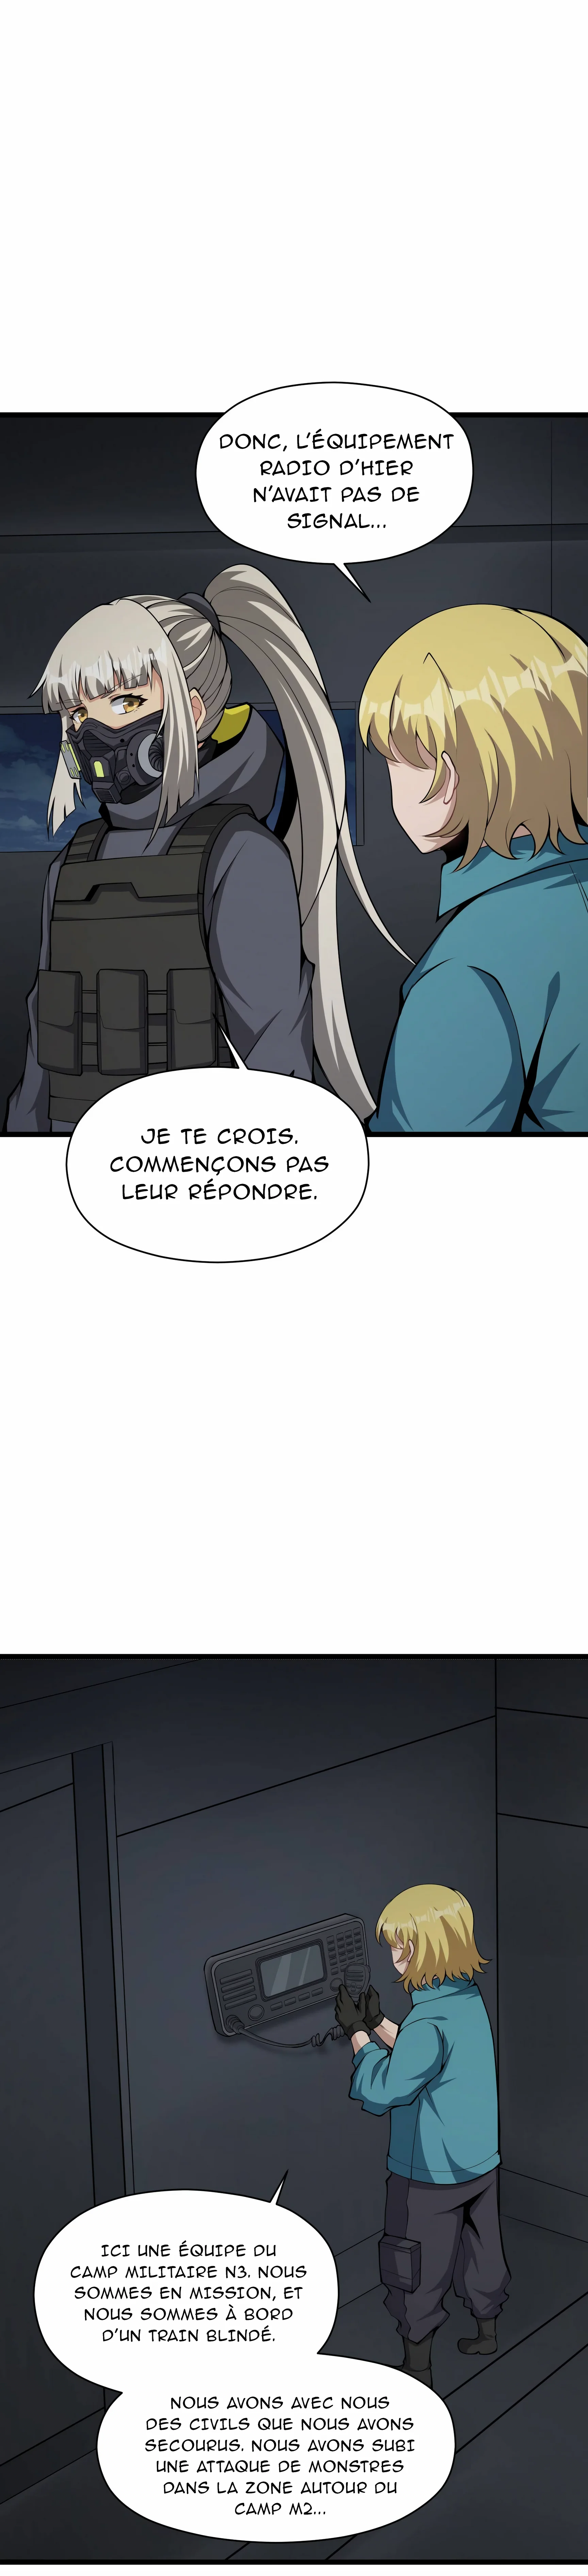 DONC, L'ÉQUIPEMENT
RADIO D'HIER
N'AVAIT PAS DE
SIGNAL...
JE TE CROIS.
COMMENÇONS PAS
LEUR RÉPONDRE.
ICI UNE ÉQUIPE DU
CAMP MILITAIRE N3. NOUS
SOMMES EN MISSION, ET
NOUS SOMMES À BORD
D'UN TRAIN BLINDÉ.
NOUS AVONS AVEC NOUS
DES CIVILS QUE NOUS AVONS
SECOURUS. NOUS AVONS SUBI
UNE ATTAQUE DE MONSTRES
DANS LA ZONE AUTOUR DU
CAMP M2...